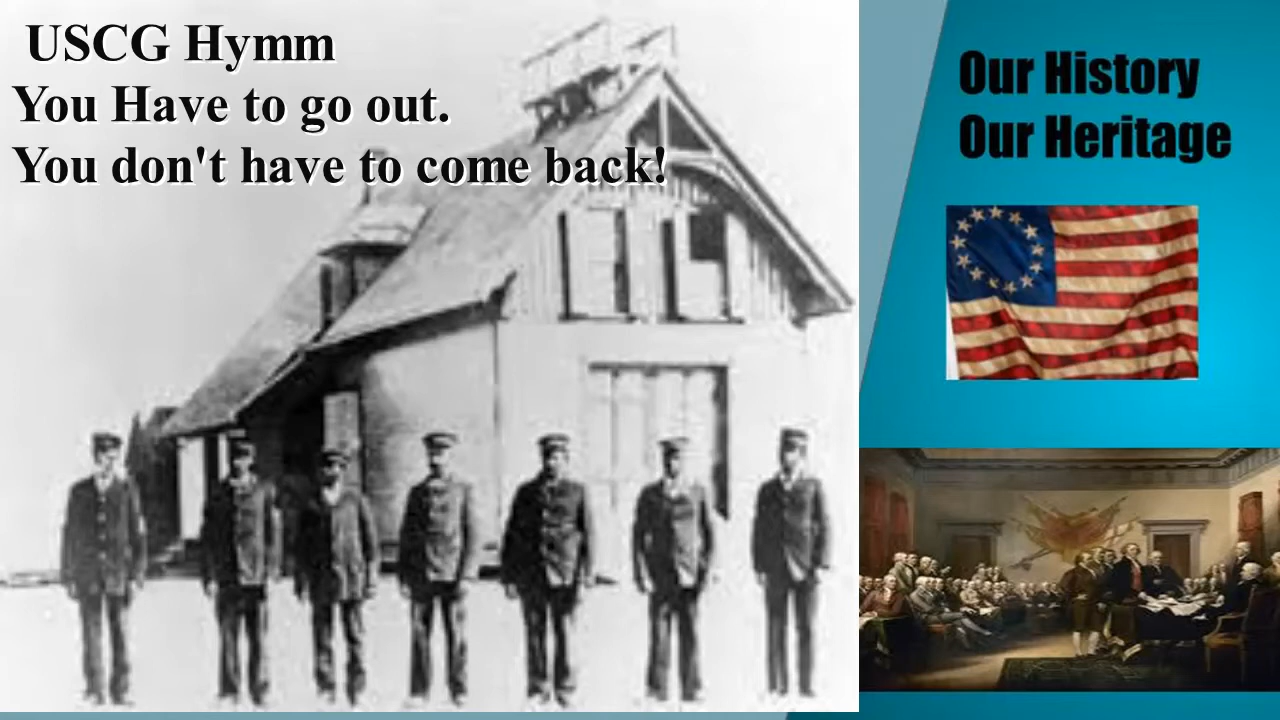 USCG Hymm
You Have to go out.
You don't have to come back!
Our History
Our Heritage